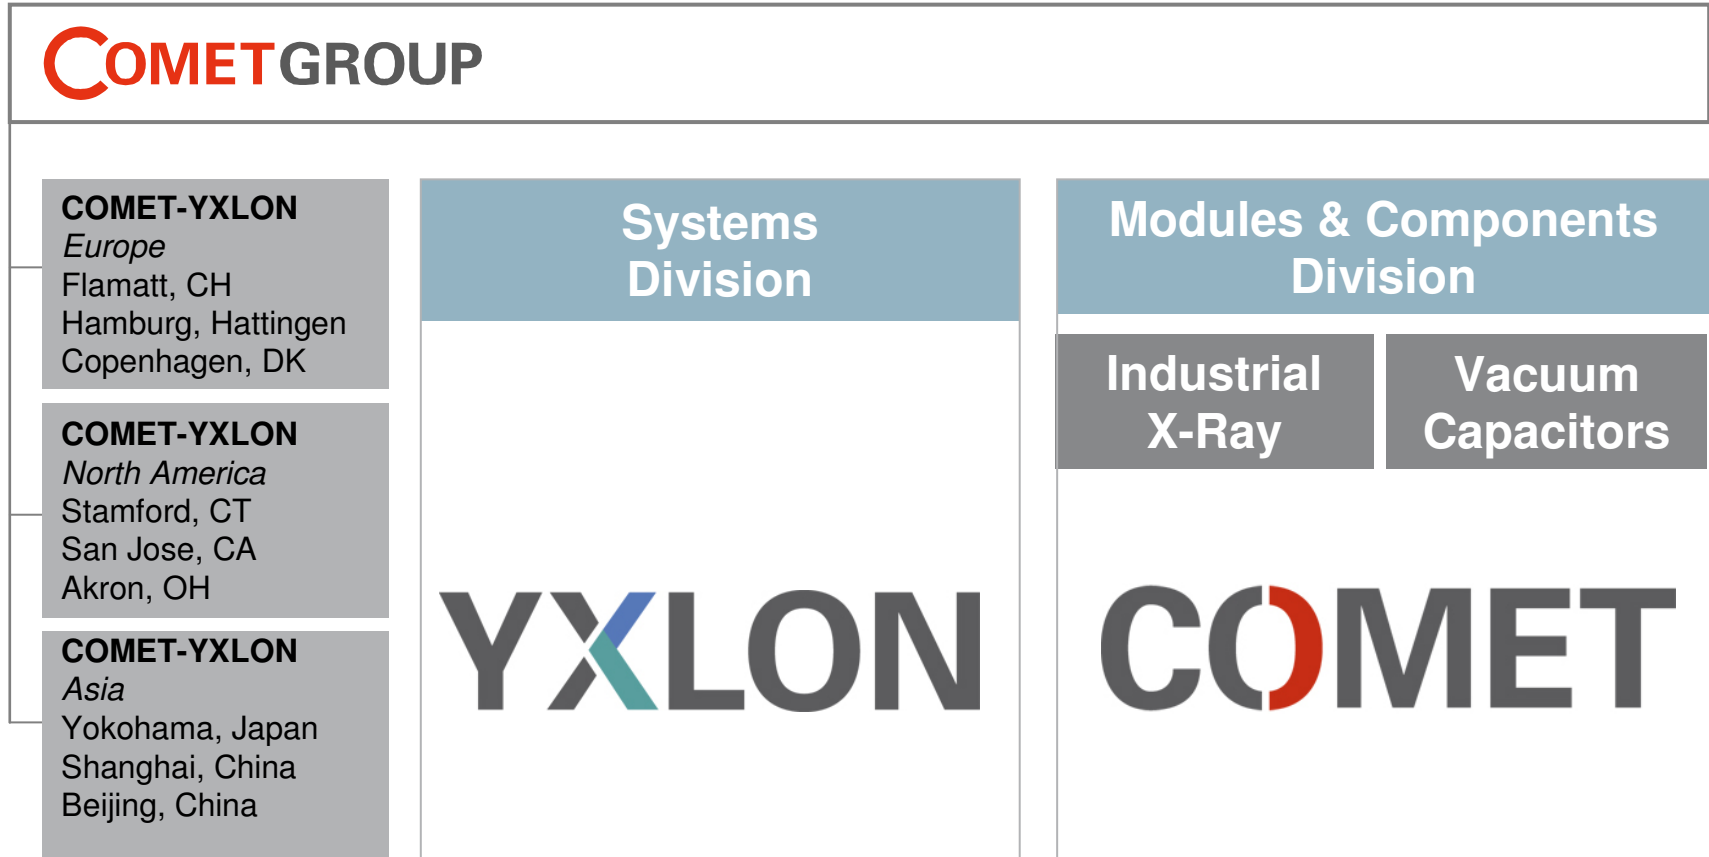 COMETGROUP
COMET-YXLON
Europe
Flamatt, CH
Hamburg, Hattingen
Copenhagen, DK
COMET-YXLON
North America
Stamford, CT
San Jose, CA
Akron, OH
COMET-YXLON
Asia
Yokohama, Japan
Shanghai, China
Beijing, China
Systems
Division
YXLON
Modules & Components
Division
Industrial
X-Ray
Vacuum
Capacitors
COMET